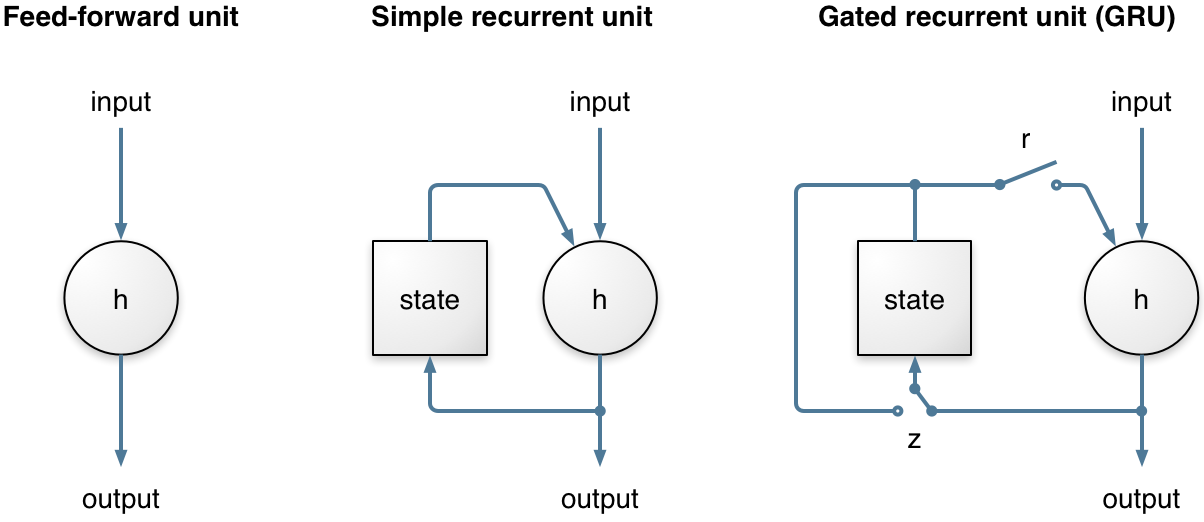 Feed-forward unit
input
h
output
Simple recurrent unit
input
state
h
output
Gated recurrent unit (GRU)
input
r
state
h
z
output